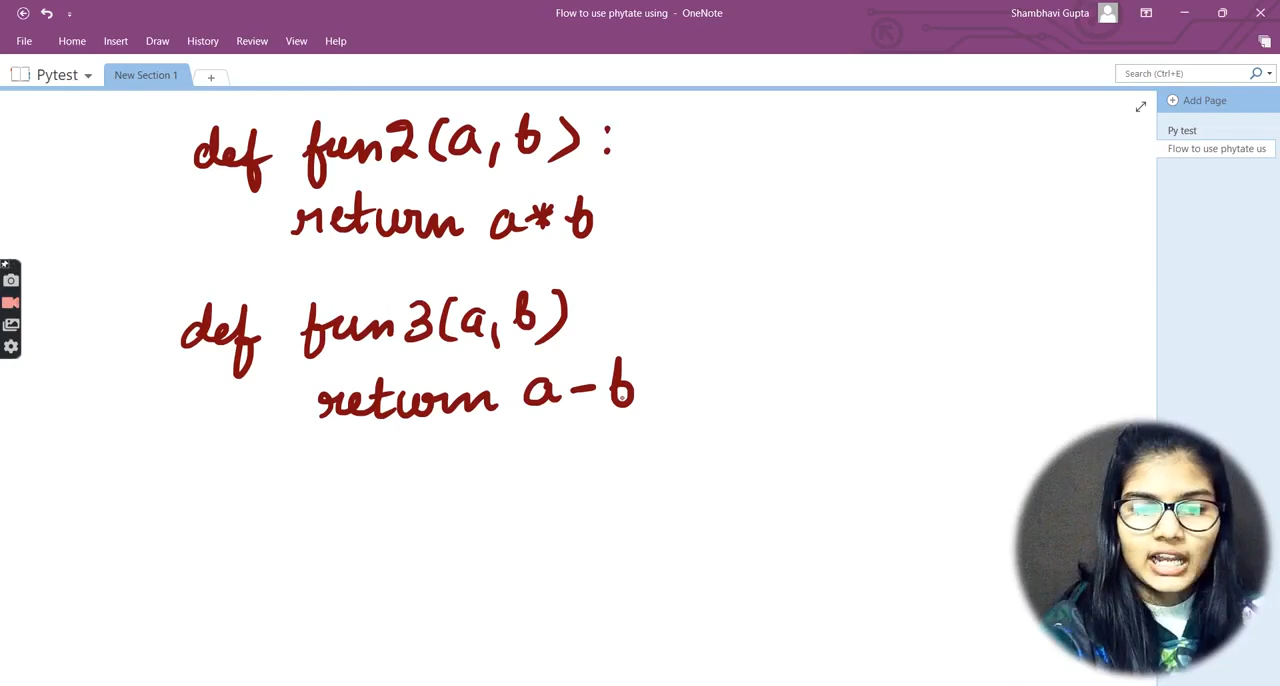 Flow to use phytate using - OneNote
Shambhavi Gupta
File Home Insert Draw History Review View Help
Pytest
New Section 1
+
Search (Ctrl+E)
Add Page
Py test
Flow to use phytate us
def fun2(a,b):
return a*b
def fun3(a,b)
return a-b